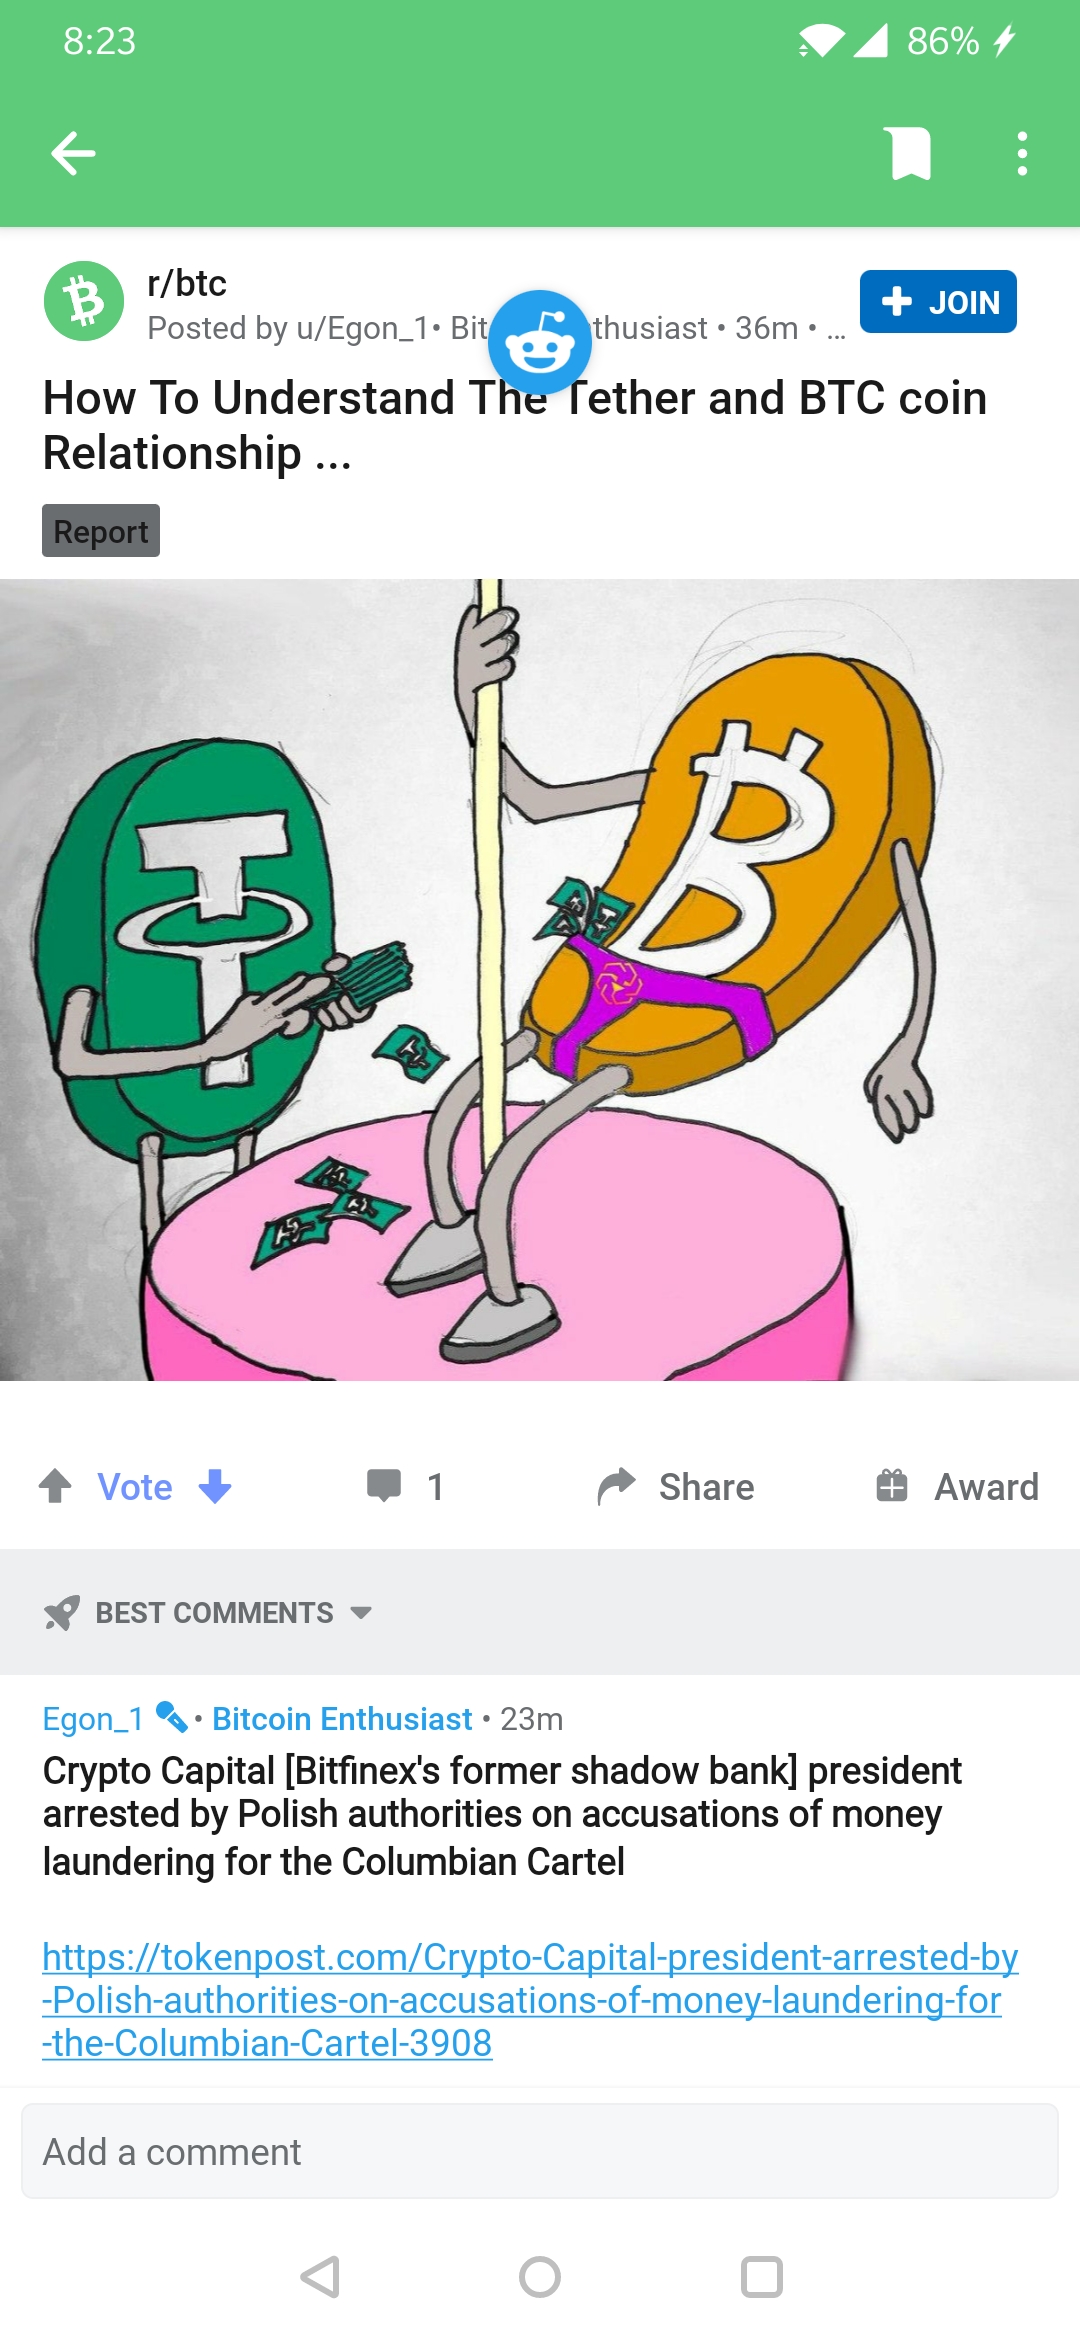 8:23
86%
r/btc
Posted by u/Egon_1• Bit thusiast • 36m • ...
JOIN
How To Understand The Tether and BTC coin
Relationship ...
Report
Vote
1
Share
Award
BEST COMMENTS
Egon_1 • Bitcoin Enthusiast • 23m
Crypto Capital [Bitfinex's former shadow bank] president
arrested by Polish authorities on accusations of money
laundering for the Columbian Cartel
https://tokenpost.com/Crypto-Capital-president-arrested-by
-Polish-authorities-on-accusations-of-money-laundering-for
-the-Columbian-Cartel-3908
Add a comment